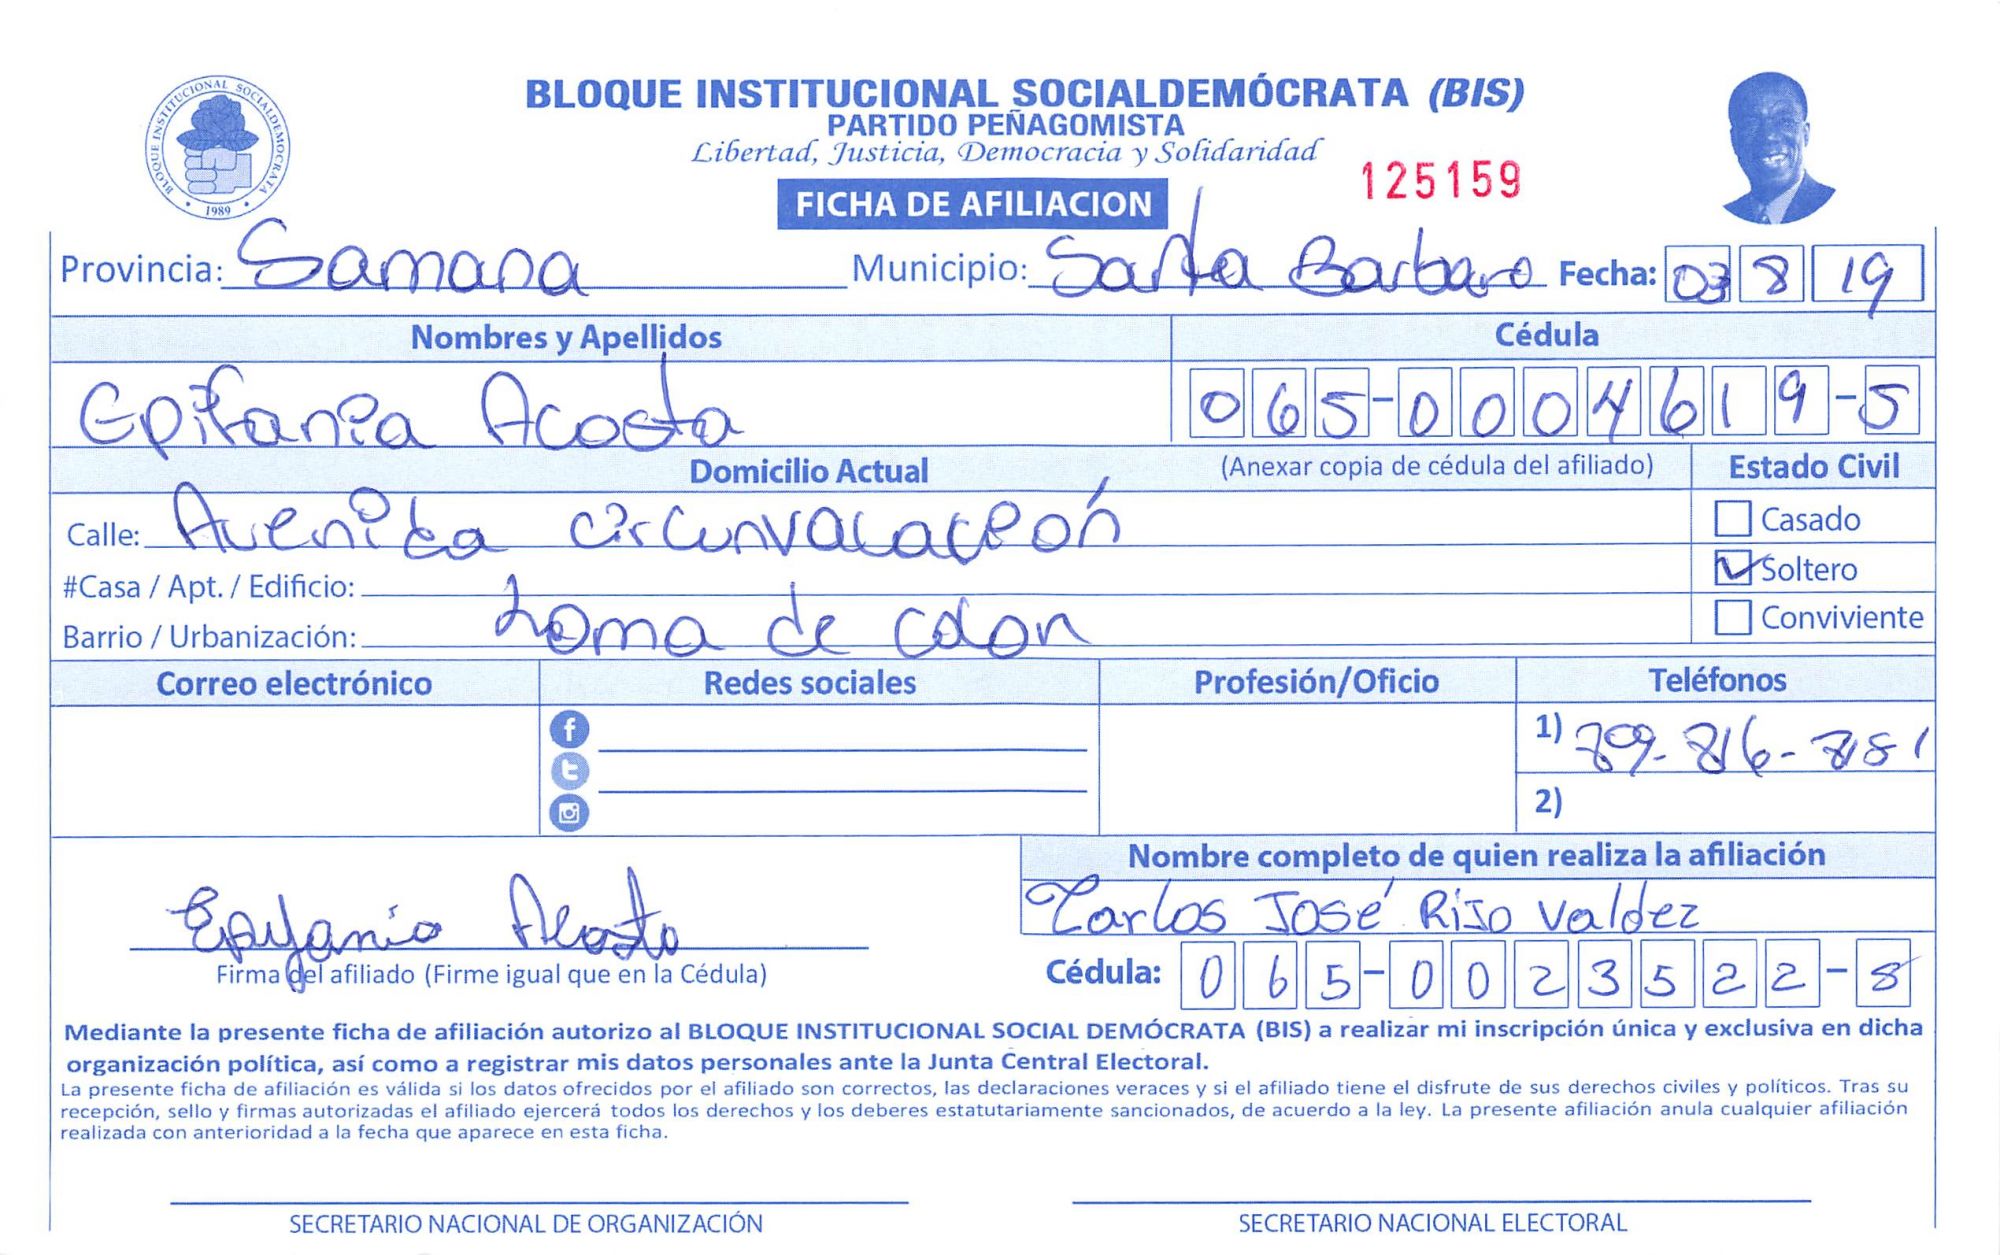 BLOQUE INSTITUCIONAL SOCIALDEMÓCRATA
1989
BLOQUE INSTITUCIONAL SOCIALDEMÓCRATA (BIS)
PARTIDO PEÑAGOMISTA
Libertad, Justicia, Democracia y Solidaridad
125159
FICHA DE AFILIACION
Provincia: Samana Municipio: Santa Barbara Fecha: 03 8 19
Nombres y Apellidos Cédula
Epifania Acosta 065-0004619-5
Domicilio Actual (Anexar copia de cédula del afiliado) Estado Civil
Calle: Avenida circunvalación Casado
#Casa / Apt. / Edificio: Soltero
Barrio / Urbanización: Loma de colon Conviviente
Correo electrónico Redes sociales Profesión/Oficio Teléfonos
1)
2)
Nombre completo de quien realiza la afiliación
Epifania Acosta Carlos José Rijo Valdez
Firma del afiliado (Firme igual que en la Cédula) Cédula: 065-0023522-8
Mediante la presente ficha de afiliación autorizo al BLOQUE INSTITUCIONAL SOCIAL DEMÓCRATA (BIS) a realizar mi inscripción única y exclusiva en dicha
organización política, así como a registrar mis datos personales ante la Junta Central Electoral.
La presente ficha de afiliación es válida si los datos ofrecidos por el afiliado son correctos, las declaraciones veraces y si el afiliado tiene el disfrute de sus derechos civiles y políticos. Tras su
recepción, sello y firmas autorizadas el afiliado ejercerá todos los derechos y los deberes estatutariamente sancionados, de acuerdo a la ley. La presente afiliación anula cualquier afiliación
realizada con anterioridad a la fecha que aparece en esta ficha.
SECRETARIO NACIONAL DE ORGANIZACIÓN SECRETARIO NACIONAL ELECTORAL